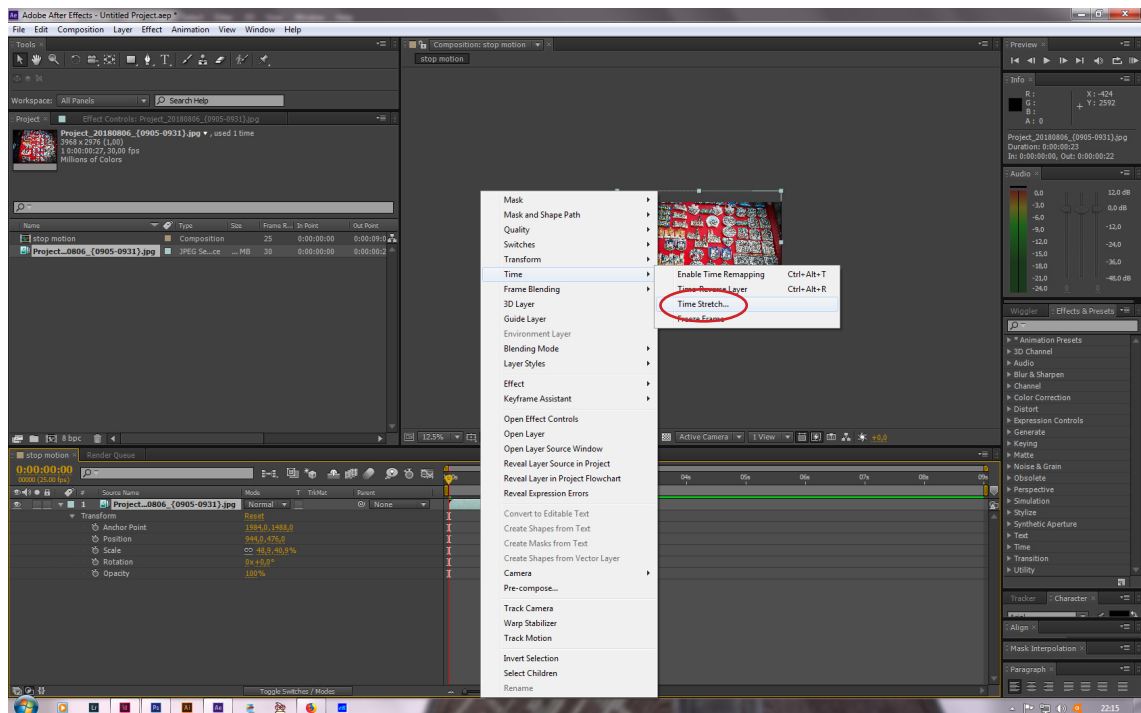 Adobe After Effects - Untitled Project.aep *
File Edit Composition Layer Effect Animation View Window Help
Tools
Workspace: All Panels Search Help
Project Effect Controls: Project_20180806_{0905-0931}.jpg
Project_20180806_{0905-0931}.jpg ▾ , used 1 time
3968 x 2976 (1,00)
1 0:00:00:27, 30,00 fps
Millions of Colors
Name Type Size Frame R... In Point Out Point
stop motion Composition 25 0:00:00:00 0:00:09:0
Project...0806_{0905-0931}.jpg JPEG Se...ce ... MB 30 0:00:00:00 0:00:00:2
8 bpc
Composition: stop motion
stop motion
12.5%
Active Camera 1 View +0,0
Mask
Mask and Shape Path
Quality
Switches
Transform
Time
Frame Blending
3D Layer
Guide Layer
Environment Layer
Blending Mode
Layer Styles
Effect
Keyframe Assistant
Open Effect Controls
Open Layer
Open Layer Source Window
Reveal Layer Source in Project
Reveal Layer in Project Flowchart
Reveal Expression Errors
Convert to Editable Text
Create Shapes from Text
Create Masks from Text
Create Shapes from Vector Layer
Camera
Pre-compose...
Track Camera
Warp Stabilizer
Track Motion
Invert Selection
Select Children
Rename
Enable Time Remapping Ctrl+Alt+T
Time-Reverse Layer Ctrl+Alt+R
Time Stretch...
Freeze Frame
Preview
Info
R : X : -424
G : Y : 2592
B :
A : 0
Project_20180806_{0905-0931}.jpg
Duration: 0:00:00:23
In: 0:00:00:00, Out: 0:00:00:22
Audio
0,0 12,0 dB
-3,0 0,0 dB
-6,0
-9,0 -12,0
-12,0 -24,0
-15,0
-18,0 -36,0
-21,0 -48,0 dB
-24,0
Wiggler Effects & Presets
* Animation Presets
3D Channel
Audio
Blur & Sharpen
Channel
Color Correction
Distort
Expression Controls
Generate
Keying
Matte
Noise & Grain
Obsolete
Perspective
Simulation
Stylize
Synthetic Aperture
Text
Time
Transition
Utility
Tracker Character
Align
Mask Interpolation
Paragraph
stop motion Render Queue
0:00:00:00
00000 (25.00 fps)
04s 05s 06s 07s 08s 09s
# Source Name Mode T TrkMat Parent
1 Project...0806_{0905-0931}.jpg Normal None
Transform Reset
Anchor Point 1984,0,1488,0
Position 944,0,476,0
Scale 48,9,40,9%
Rotation 0x+0,0°
Opacity 100%
Toggle Switches / Modes
Lr Id Ps Ai Ae
22:15